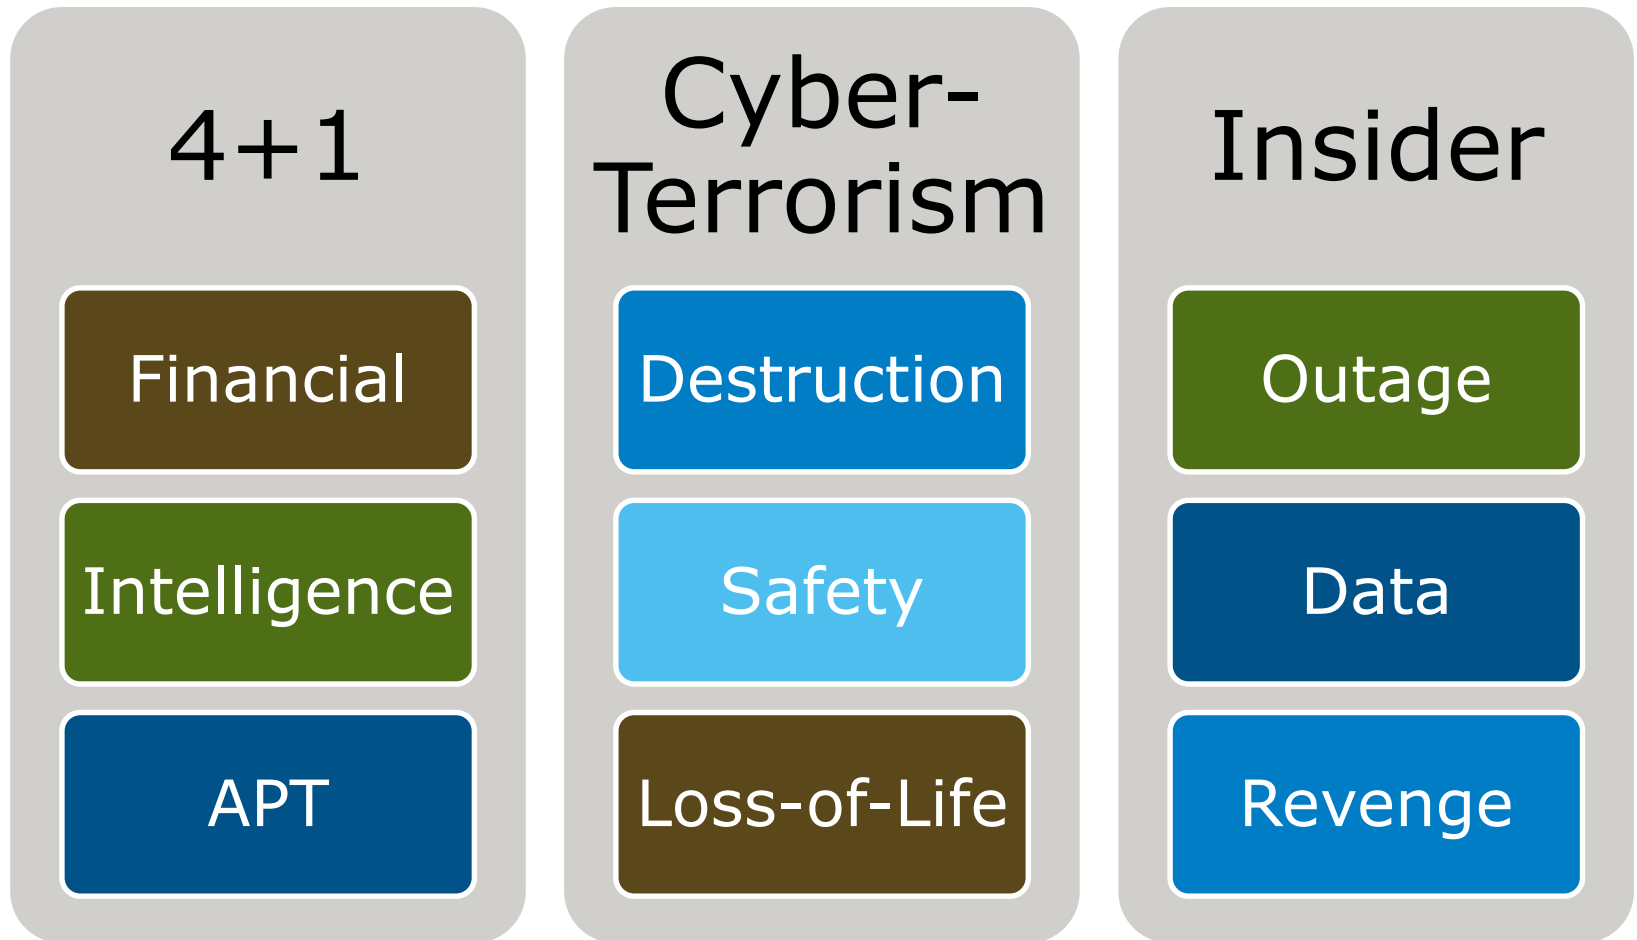 4+1
Financial
Intelligence
APT
Cyber-
Terrorism
Destruction
Safety
Loss-of-Life
Insider
Outage
Data
Revenge